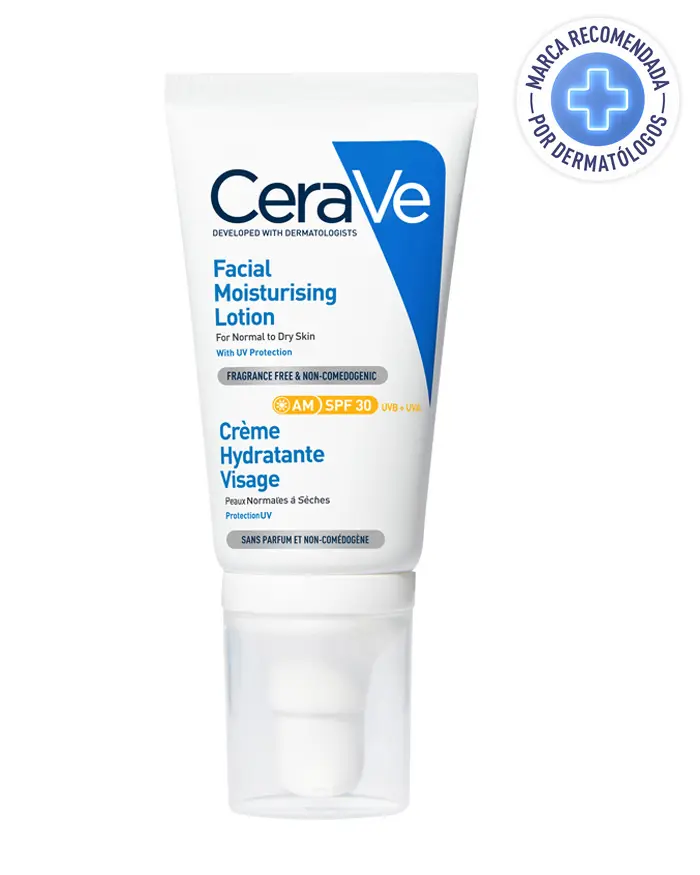 MARCA RECOMENDADA
POR DERMATÓLOGOS
CeraVe
DEVELOPED WITH DERMATOLOGISTS
Facial
Moisturising
Lotion
For Normal to Dry Skin
With UV Protection
FRAGRANCE FREE & NON-COMEDOGENIC
AM SPF 30 UVB + UVA
Crème
Hydratante
Visage
Peaux Normales á Séches
Protection UV
SANS PARFUM ET NON-COMÉDOGÈNE